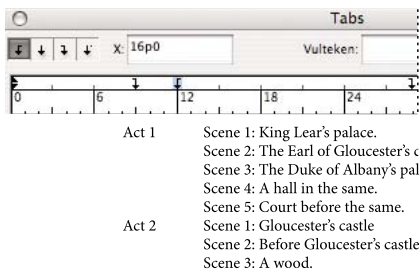 Tabs
X: 16p0 Vulteken:
0 6 12 18 24
Act 1 Scene 1: King Lear's palace.
Scene 2: The Earl of Gloucester's
Scene 3: The Duke of Albany's
Scene 4: A hall in the same.
Scene 5: Court before the same.
Act 2 Scene 1: Gloucester's castle
Scene 2: Before Gloucester's castle
Scene 3: A wood.